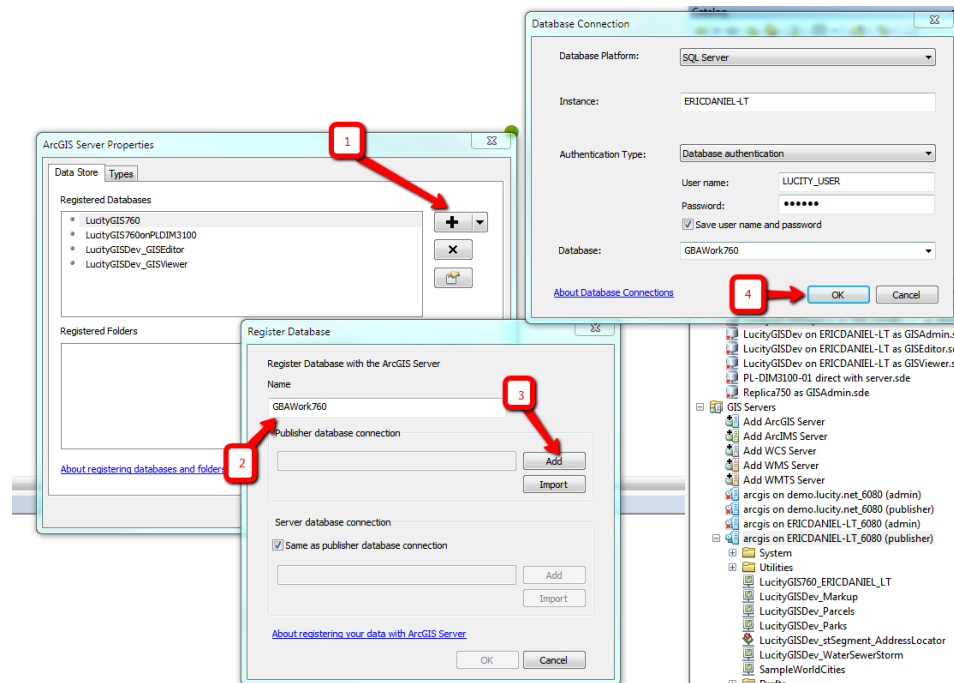 Catalog
Database Connection
Database Platform:
SQL Server
Instance:
ERICDANIEL-LT
Authentication Type:
Database authentication
User name:
LUCITY_USER
Password:
••••••
Save user name and password
Database:
GBAWork760
About Database Connections
4
OK
Cancel
1
ArcGIS Server Properties
Data Store
Types
Registered Databases
LucityGIS760
LucityGIS760onPLDIM3100
LucityGISDev_GISEditor
LucityGISDev_GISViewer
Registered Folders
About registering databases and folders
Register Database
Register Database with the ArcGIS Server
Name
GBAWork760
2
3
Publisher database connection
Add
Import
Server database connection
Same as publisher database connection
Add
Import
About registering your data with ArcGIS Server
OK
Cancel
LucityGISDev on ERICDANIEL-LT as GISAdmin.s
LucityGISDev on ERICDANIEL-LT as GISEditor.s
LucityGISDev on ERICDANIEL-LT as GISViewer.s
PL-DIM3100-01 direct with server.sde
Replica750 as GISAdmin.sde
GIS Servers
Add ArcGIS Server
Add ArcIMS Server
Add WCS Server
Add WMS Server
Add WMTS Server
arcgis on demo.lucity.net_6080 (admin)
arcgis on demo.lucity.net_6080 (publisher)
arcgis on ERICDANIEL-LT_6080 (admin)
arcgis on ERICDANIEL-LT_6080 (publisher)
System
Utilities
LucityGIS760_ERICDANIEL_LT
LucityGISDev_Markup
LucityGISDev_Parcels
LucityGISDev_Parks
LucityGISDev_stSegment_AddressLocator
LucityGISDev_WaterSewerStorm
SampleWorldCities